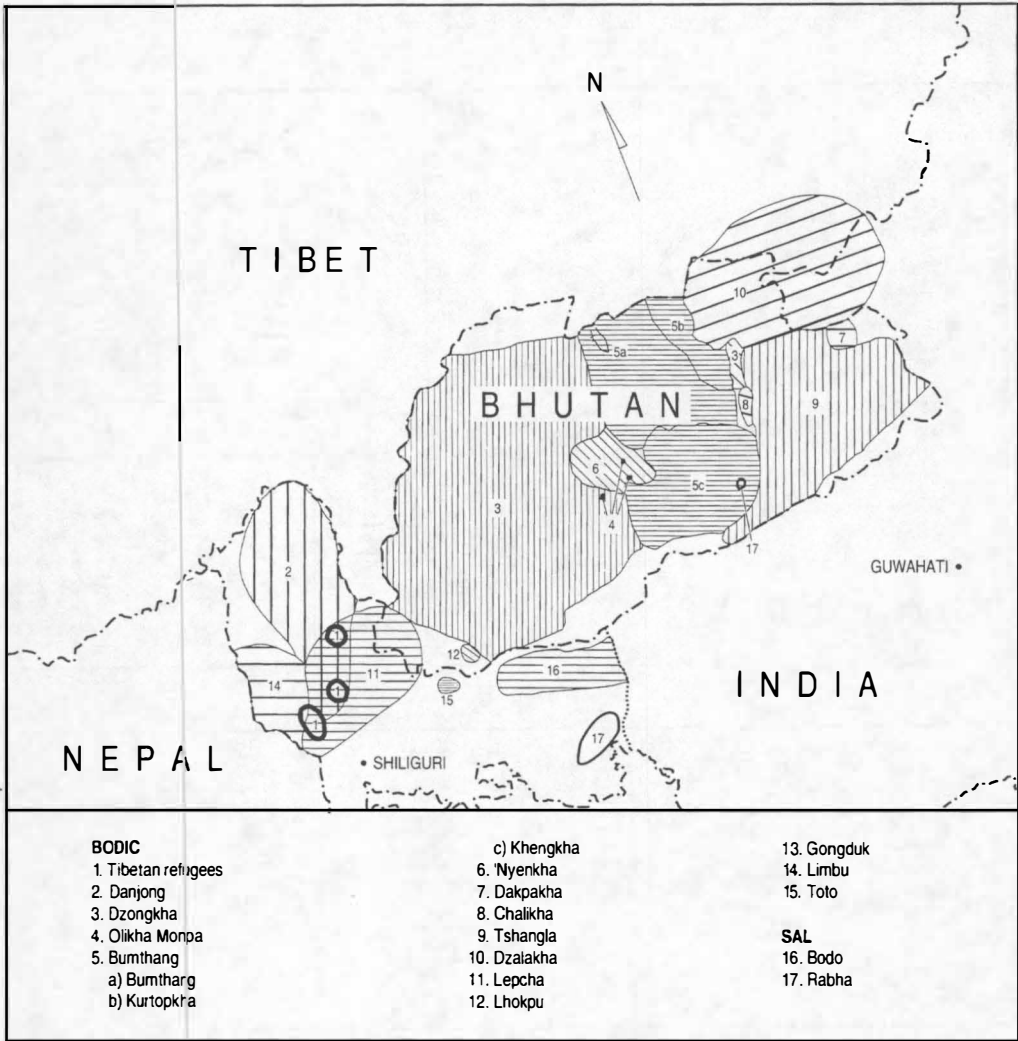 N
TIBET
10
5b
7
5a
3
BHUTAN
8
9
6
3
5c
4
17
GUWAHATI
2
1
12
11
16
INDIA
14
1
15
1
17
NEPAL
SHILIGURI
BODIC
1. Tibetan refugees
2. Danjong
3. Dzongkha
4. Olikha Monpa
5. Bumthang
a) Bumthang
b) Kurtopkha
c) Khengkha
6. 'Nyenkha
7. Dakpakha
8. Chalikha
9. Tshangla
10. Dzalakha
11. Lepcha
12. Lhokpu
13. Gongduk
14. Limbu
15. Toto
SAL
16. Bodo
17. Rabha